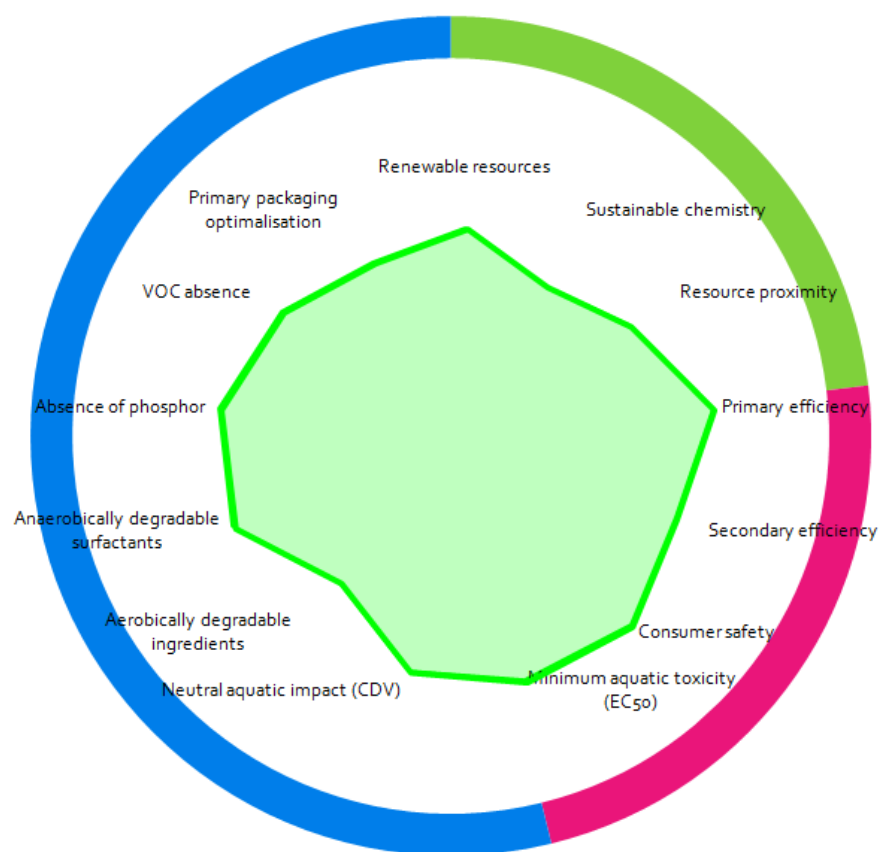 Renewable resources
Primary packaging
optimalisation
Sustainable chemistry
VOC absence
Resource proximity
Absence of phosphor
Primary efficiency
Anaerobically degradable
surfactants
Secondary efficiency
Aerobically degradable
ingredients
Consumer safety
Neutral aquatic impact (CDV)
Minimum aquatic toxicity
(EC50)